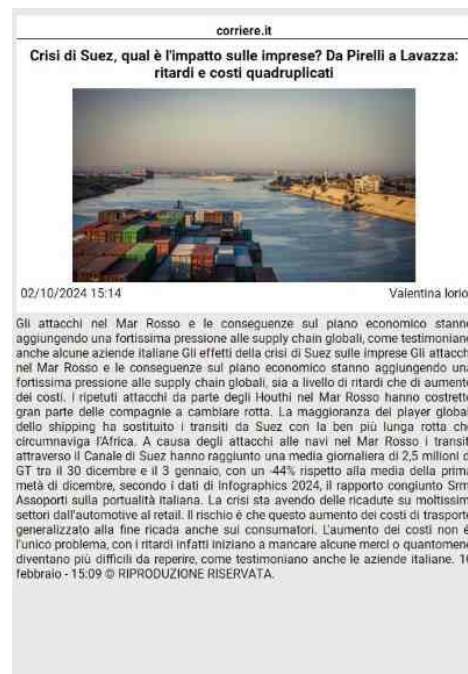 corriere.it
Crisi di Suez, qual è l'impatto sulle imprese? Da Pirelli a Lavazza:
ritardi e costi quadruplicati
02/10/2024 15:14 Valentina Iorio
Gli attacchi nel Mar Rosso e le conseguenze sul piano economico stanno
aggiungendo una fortissima pressione alle supply chain globali, come testimoniano
anche alcune aziende italiane Gli effetti della crisi di Suez sulle imprese Gli attacchi
nel Mar Rosso e le conseguenze sul piano economico stanno aggiungendo una
fortissima pressione alle supply chain globali, sia a livello di ritardi che di aumento
dei costi. I ripetuti attacchi da parte degli Houthi nel Mar Rosso hanno costretto
gran parte delle compagnie a cambiare rotta. La maggioranza dei player global
dello shipping ha sostituito i transiti da Suez con la ben più lunga rotta che
circumnaviga l'Africa. A causa degli attacchi alle navi nel Mar Rosso i transiti
attraverso il Canale di Suez hanno raggiunto una media giornaliera di 2,5 milioni d
GT tra il 30 dicembre e il 3 gennaio, con un -44% rispetto alla media della prima
metà di dicembre, secondo i dati di Infographics 2024, il rapporto congiunto Srm
Assoporti sulla portualità italiana. La crisi sta avendo delle ricadute su moltissim
settori dall'automotive al retail. Il rischio è che questo aumento dei costi di trasporto
generalizzato alla fine ricada anche sui consumatori. L'aumento dei costi non è
l'unico problema, con i ritardi infatti iniziano a mancare alcune merci o quantomeno
diventano più difficili da reperire, come testimoniano anche le aziende italiane. 10
febbraio - 15:09 © RIPRODUZIONE RISERVATA.